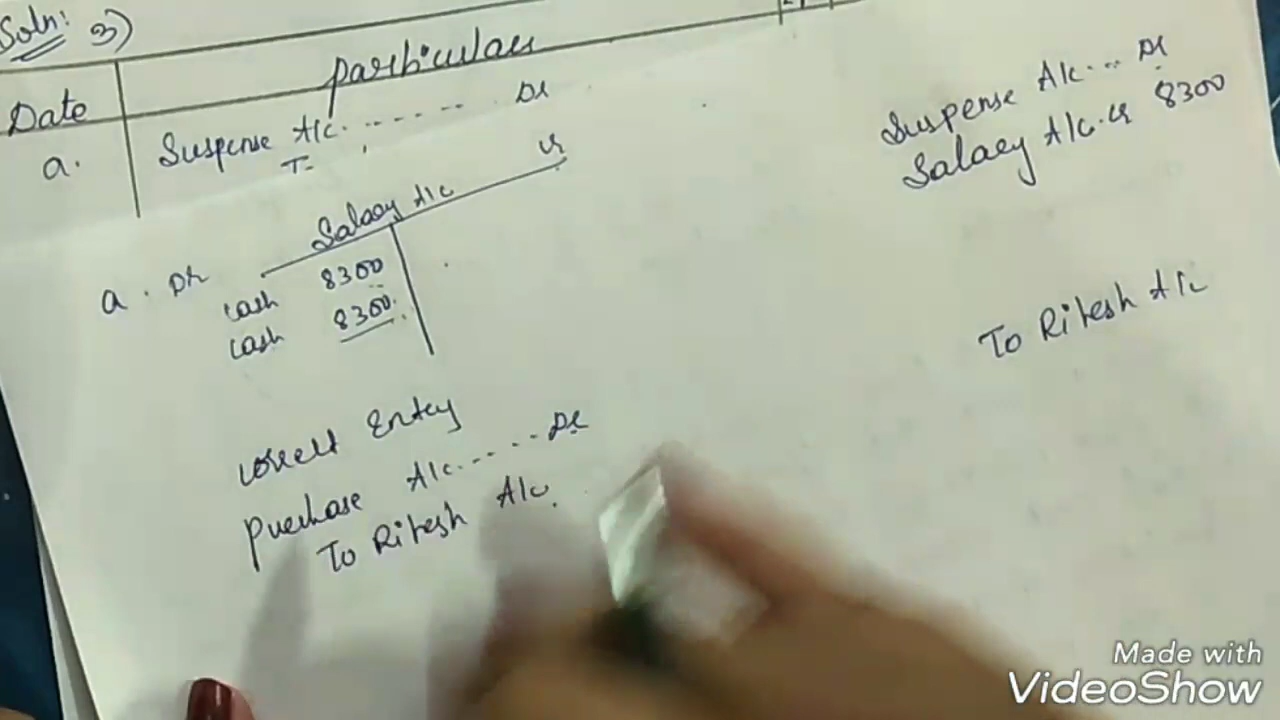 Soln: 3)
Date Particulars
a. Suspense A/c. ---- -- Dr
T-
Cr
Salary A/c
a. Dr
cash 8300
cash 8300
correct Entry
purchase A/c..... -- Dr
To Ritesh A/c.
Suspense A/c... Dr
Salary A/c. Cr 8300
To Ritesh A/c
Made with
VideoShow